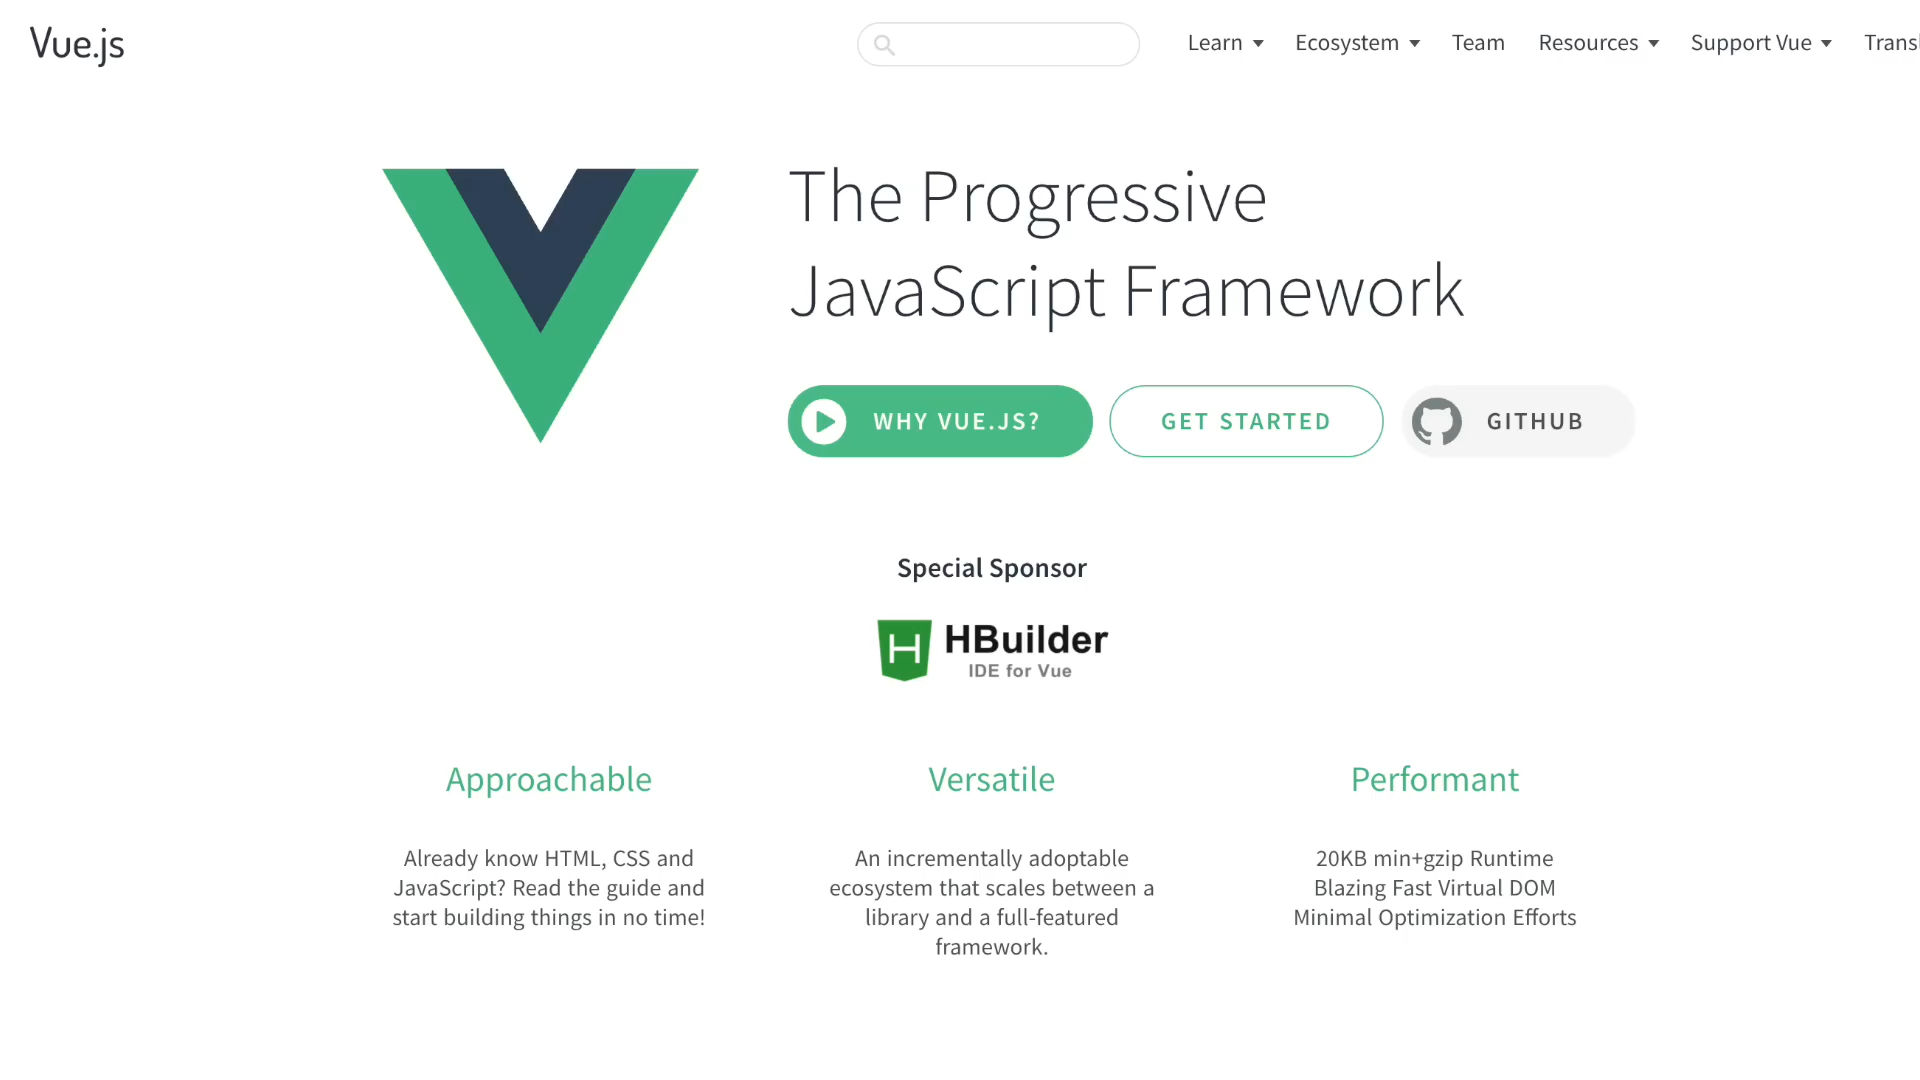 Vue.js
Learn
Ecosystem
Team
Resources
Support Vue
Transl
The Progressive
JavaScript Framework
WHY VUE.JS?
GET STARTED
GITHUB
Special Sponsor
H
HBuilder
IDE for Vue
Approachable
Already know HTML, CSS and
JavaScript? Read the guide and
start building things in no time!
Versatile
An incrementally adoptable
ecosystem that scales between a
library and a full-featured
framework.
Performant
20KB min+gzip Runtime
Blazing Fast Virtual DOM
Minimal Optimization Efforts